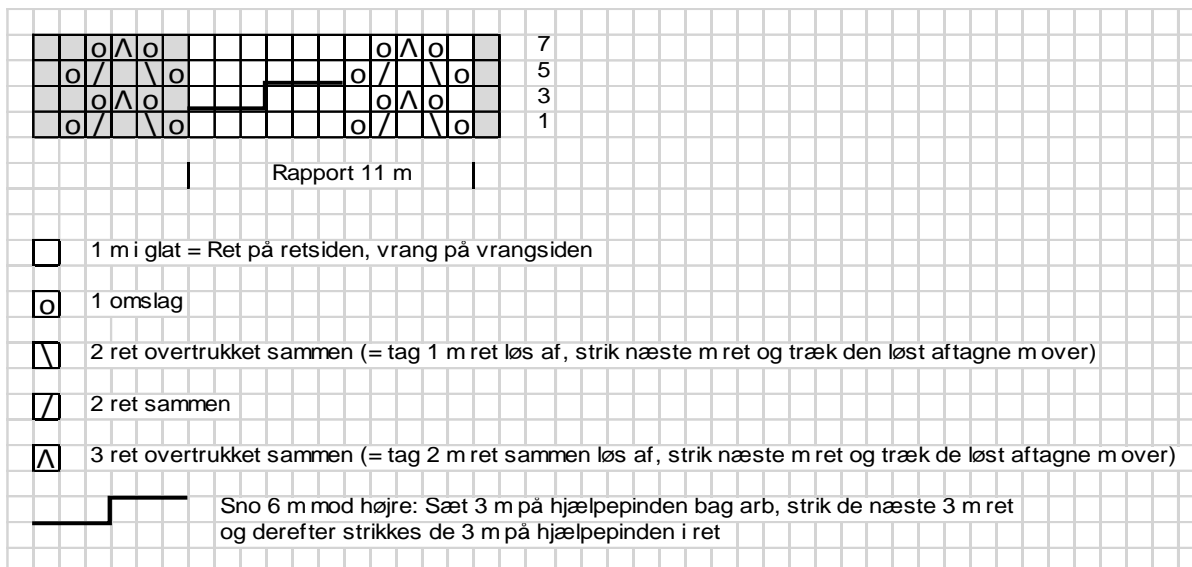 o Λ o o Λ o 7
o / \ o o / \ o 5
o Λ o o Λ o 3
o / \ o o / \ o 1
Rapport 11 m
1 m i glat = Ret på retsiden, vrang på vrangsiden
o 1 omslag
\ 2 ret overtrukket sammen (= tag 1 m ret løs af, strik næste m ret og træk den løst aftagne m over)
/ 2 ret sammen
Λ 3 ret overtrukket sammen (= tag 2 m ret sammen løs af, strik næste m ret og træk de løst aftagne m over)
Sno 6 m mod højre: Sæt 3 m på hjælpepinden bag arb, strik de næste 3 m ret
og derefter strikkes de 3 m på hjælpepinden i ret